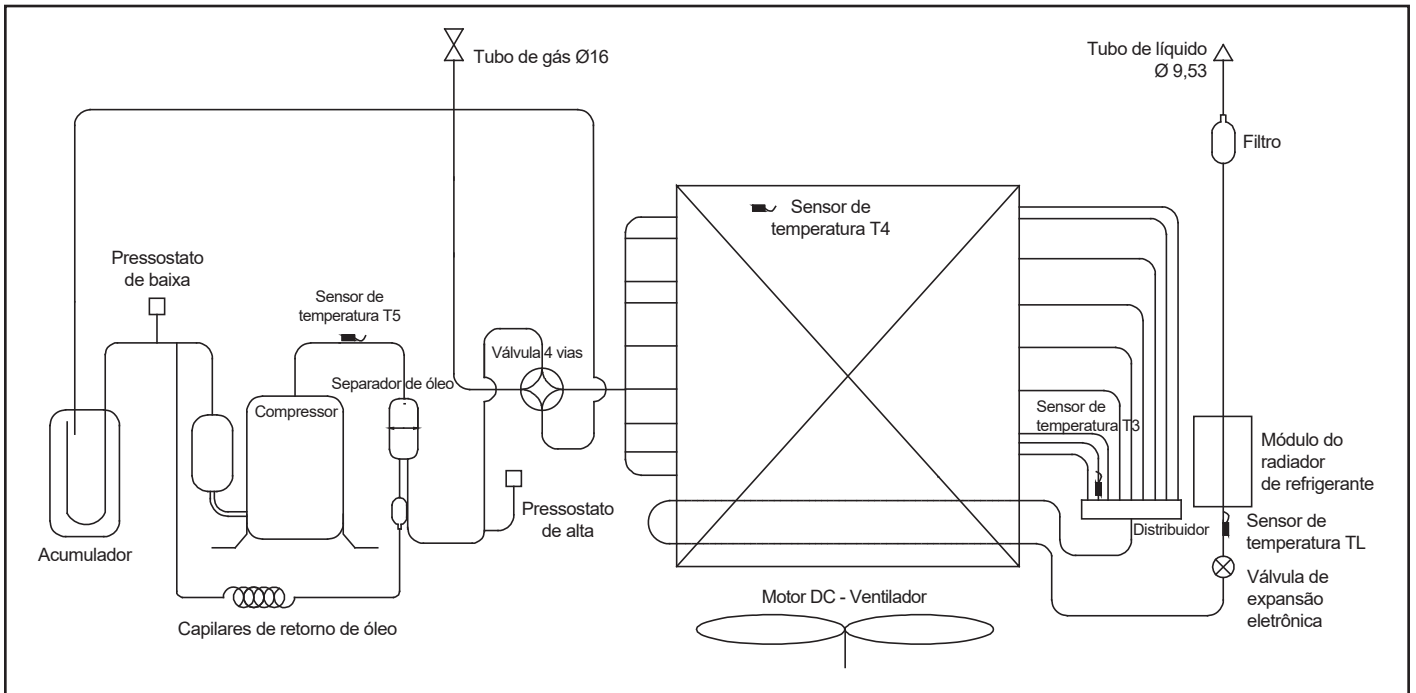 Tubo de gás Ø16
Tubo de líquido
Ø 9,53
Filtro
Sensor de
temperatura T4
Pressostato
de baixa
Sensor de
temperatura T5
Válvula 4 vias
Separador de óleo
Compressor
Sensor de
temperatura T3
Módulo do
radiador
de refrigerante
Pressostato
de alta
Distribuidor
Sensor de
temperatura TL
Acumulador
Válvula de
expansão
eletrônica
Motor DC - Ventilador
Capilares de retorno de óleo